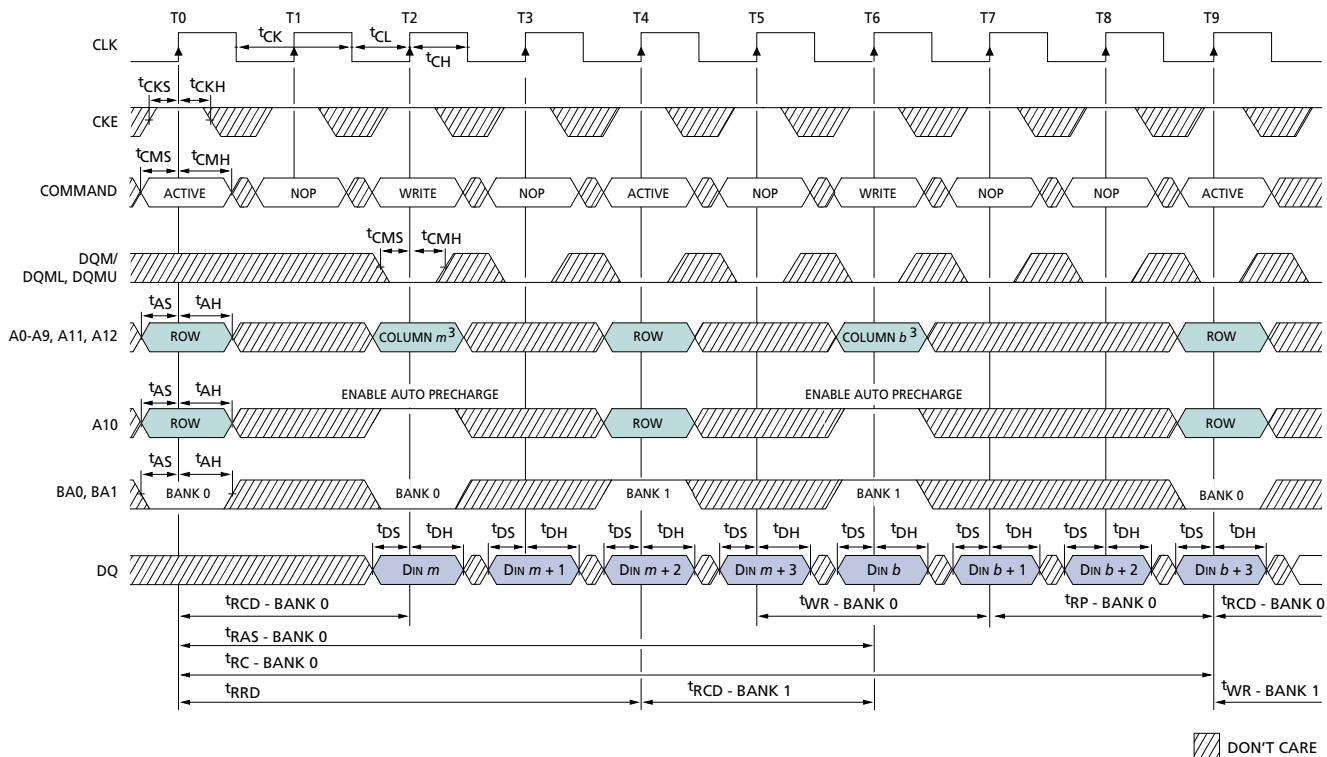 T0 T1 T2 T3 T4 T5 T6 T7 T8 T9
CLK
tCK tCL
tCH
tCKS tCKH
CKE
tCMS tCMH
COMMAND ACTIVE NOP WRITE NOP ACTIVE NOP WRITE NOP NOP ACTIVE
tCMS tCMH
DQM/
DQML, DQMU
tAS tAH
A0-A9, A11, A12 ROW COLUMN m3 ROW COLUMN b3 ROW
tAS tAH
ENABLE AUTO PRECHARGE ENABLE AUTO PRECHARGE
A10 ROW ROW ROW
tAS tAH
BA0, BA1 BANK 0 BANK 0 BANK 1 BANK 1 BANK 0
tDS tDH tDS tDH tDS tDH tDS tDH tDS tDH tDS tDH tDS tDH tDS tDH
DQ DIN m DIN m + 1 DIN m + 2 DIN m + 3 DIN b DIN b + 1 DIN b + 2 DIN b + 3
tRCD - BANK 0 tWR - BANK 0 tRP - BANK 0 tRCD - BANK 0
tRAS - BANK 0
tRC - BANK 0
tRRD tRCD - BANK 1 tWR - BANK 1
DON'T CARE